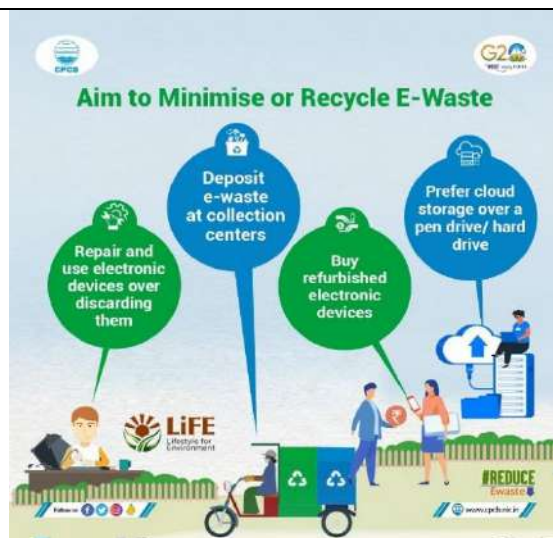 CPCB
G20
Aim to Minimise or Recycle E-Waste
Repair and
use electronic
devices over
discarding
them
Deposit
e-waste
at collection
centers
Buy
refurbished
electronic
devices
Prefer cloud
storage over a
pen drive/ hard
drive
LiFE
Lifestyle for
Environment
#REDUCE
Ewaste
Follow us
www.cpcb.nic.in